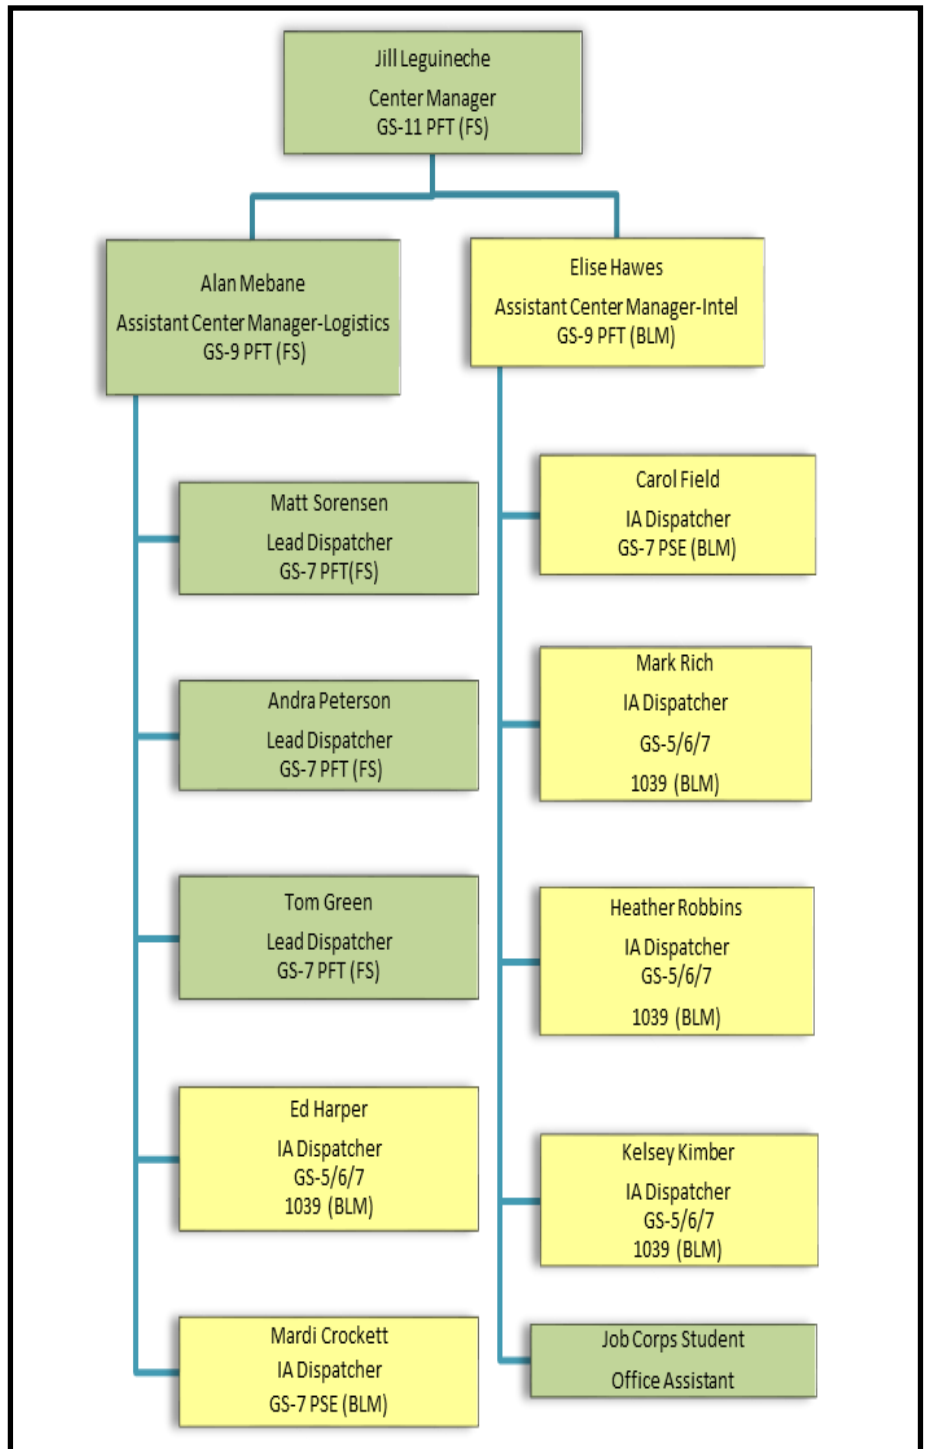 Jill Leguineche
Center Manager
GS-11 PFT (FS)
Alan Mebane
Assistant Center Manager-Logistics
GS-9 PFT (FS)
Elise Hawes
Assistant Center Manager-Intel
GS-9 PFT (BLM)
Matt Sorensen
Lead Dispatcher
GS-7 PFT(FS)
Andra Peterson
Lead Dispatcher
GS-7 PFT (FS)
Tom Green
Lead Dispatcher
GS-7 PFT (FS)
Ed Harper
IA Dispatcher
GS-5/6/7
1039 (BLM)
Mardi Crockett
IA Dispatcher
GS-7 PSE (BLM)
Carol Field
IA Dispatcher
GS-7 PSE (BLM)
Mark Rich
IA Dispatcher
GS-5/6/7
1039 (BLM)
Heather Robbins
IA Dispatcher
GS-5/6/7
1039 (BLM)
Kelsey Kimber
IA Dispatcher
GS-5/6/7
1039 (BLM)
Job Corps Student
Office Assistant